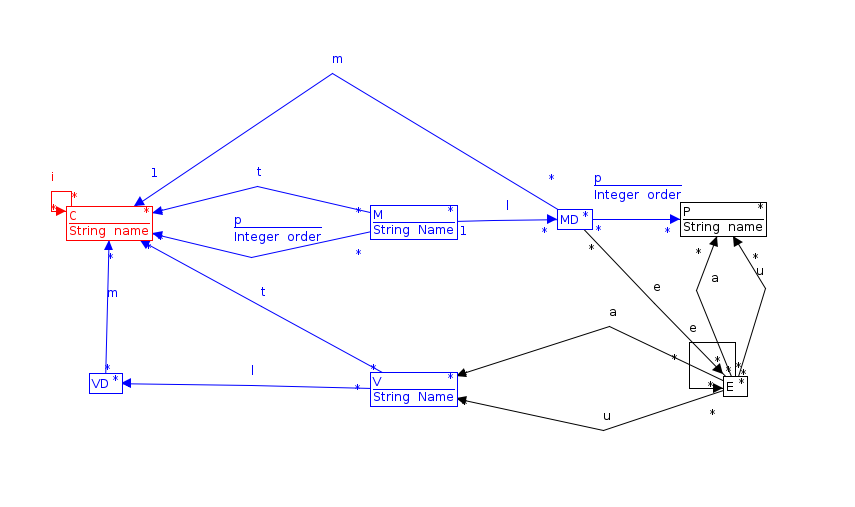 m
i
*
*
1
t
*
C
*
String name
p
Integer order
*
M
*
String Name
1
*
l
*
MD *
*
p
Integer order
*
P
*
String name
*
*
m
*
t
*
*
e
*
a
*
u
a
e
*
VD *
l
*
V
*
String Name
*
*
*
*
*
*
E *
u
*